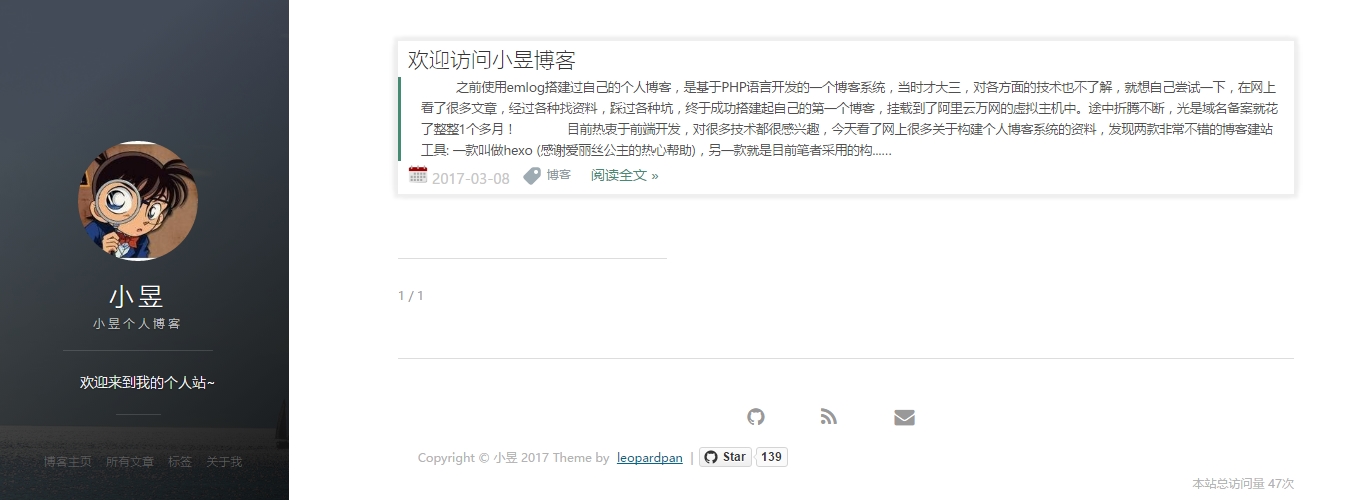 小昱
小昱个人博客
欢迎来到我的个人站~
博客主页 所有文章 标签 关于我
欢迎访问小昱博客
之前使用emlog搭建过自己的个人博客，是基于PHP语言开发的一个博客系统，当时才大三，对各方面的技术也不了解，就想自己尝试一下，在网上
看了很多文章，经过各种找资料，踩过各种坑，终于成功搭建起自己的第一个博客，挂载到了阿里云万网的虚拟主机中。途中折腾不断，光是域名备案就花
了整整1个多月！ 目前热衷于前端开发，对很多技术都很感兴趣，今天看了网上很多关于构建个人博客系统的资料，发现两款非常不错的博客建站
工具: 一款叫做hexo (感谢爱丽丝公主的热心帮助)，另一款就是目前笔者采用的构......
2017-03-08 博客 阅读全文 »
1 / 1
Copyright © 小昱 2017 Theme by leopardpan | Star 139
本站总访问量 47次